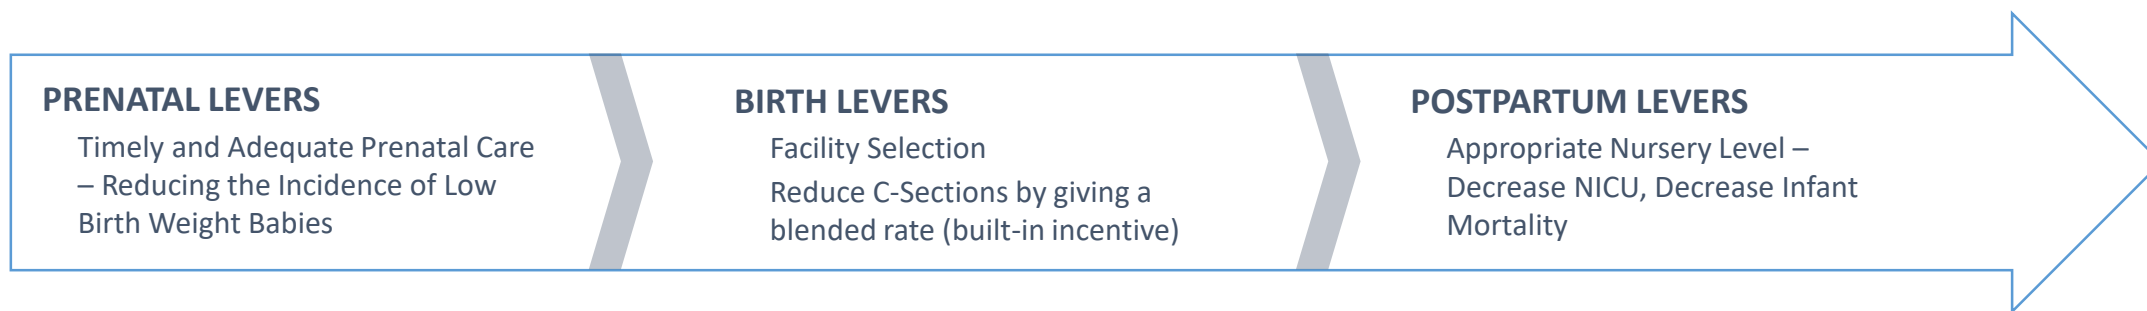 PRENATAL LEVERS
Timely and Adequate Prenatal Care
– Reducing the Incidence of Low
Birth Weight Babies
BIRTH LEVERS
Facility Selection
Reduce C-Sections by giving a
blended rate (built-in incentive)
POSTPARTUM LEVERS
Appropriate Nursery Level –
Decrease NICU, Decrease Infant
Mortality